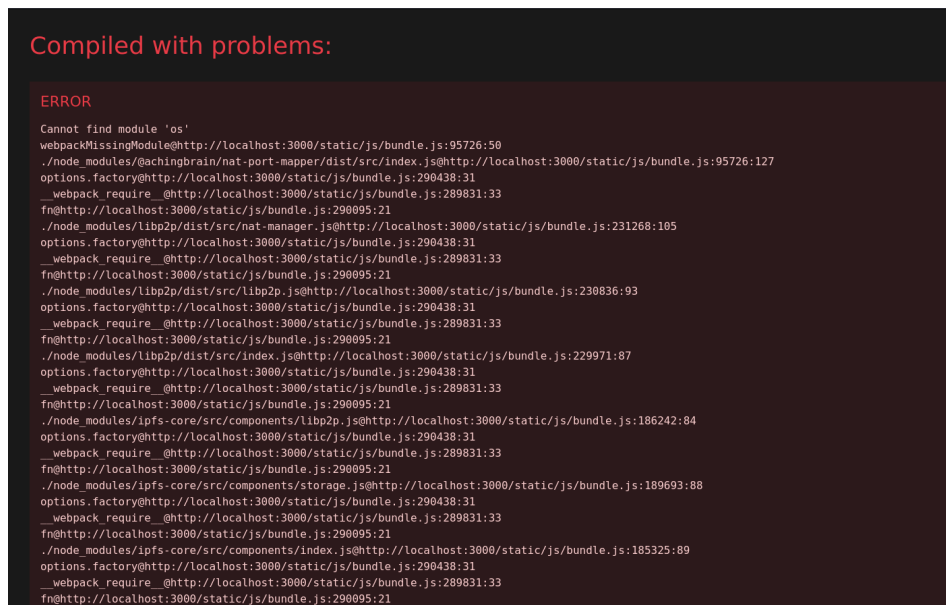 Compiled with problems:
ERROR
Cannot find module 'os'
webpackMissingModule@http://localhost:3000/static/js/bundle.js:95726:50
./node_modules/@achingbrain/nat-port-mapper/dist/src/index.js@http://localhost:3000/static/js/bundle.js:95726:127
options.factory@http://localhost:3000/static/js/bundle.js:290438:31
__webpack_require__@http://localhost:3000/static/js/bundle.js:289831:33
fn@http://localhost:3000/static/js/bundle.js:290095:21
./node_modules/libp2p/dist/src/nat-manager.js@http://localhost:3000/static/js/bundle.js:231268:105
options.factory@http://localhost:3000/static/js/bundle.js:290438:31
__webpack_require__@http://localhost:3000/static/js/bundle.js:289831:33
fn@http://localhost:3000/static/js/bundle.js:290095:21
./node_modules/libp2p/dist/src/libp2p.js@http://localhost:3000/static/js/bundle.js:230836:93
options.factory@http://localhost:3000/static/js/bundle.js:290438:31
__webpack_require__@http://localhost:3000/static/js/bundle.js:289831:33
fn@http://localhost:3000/static/js/bundle.js:290095:21
./node_modules/libp2p/dist/src/index.js@http://localhost:3000/static/js/bundle.js:229971:87
options.factory@http://localhost:3000/static/js/bundle.js:290438:31
__webpack_require__@http://localhost:3000/static/js/bundle.js:289831:33
fn@http://localhost:3000/static/js/bundle.js:290095:21
./node_modules/ipfs-core/src/components/libp2p.js@http://localhost:3000/static/js/bundle.js:186242:84
options.factory@http://localhost:3000/static/js/bundle.js:290438:31
__webpack_require__@http://localhost:3000/static/js/bundle.js:289831:33
fn@http://localhost:3000/static/js/bundle.js:290095:21
./node_modules/ipfs-core/src/components/storage.js@http://localhost:3000/static/js/bundle.js:189693:88
options.factory@http://localhost:3000/static/js/bundle.js:290438:31
__webpack_require__@http://localhost:3000/static/js/bundle.js:289831:33
fn@http://localhost:3000/static/js/bundle.js:290095:21
./node_modules/ipfs-core/src/components/index.js@http://localhost:3000/static/js/bundle.js:185325:89
options.factory@http://localhost:3000/static/js/bundle.js:290438:31
__webpack_require__@http://localhost:3000/static/js/bundle.js:289831:33
fn@http://localhost:3000/static/js/bundle.js:290095:21